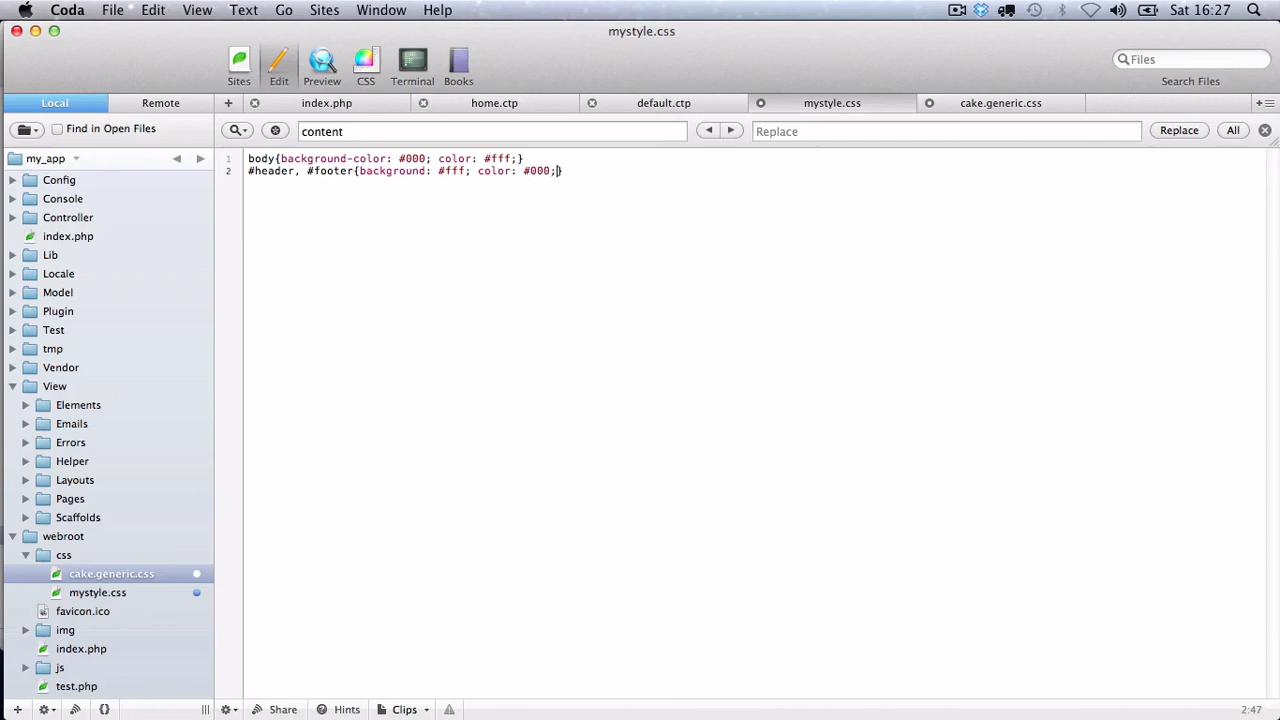 Coda File Edit View Text Go Sites Window Help Sat 16:27
mystyle.css
Sites Edit Preview CSS Terminal Books Files
Search Files
Local Remote + index.php home.ctp default.ctp mystyle.css cake.generic.css
Find in Open Files content Replace Replace All
my_app
1 body{background-color: #000; color: #fff;}
2 #header, #footer{background: #fff; color: #000;}
Config
Console
Controller
index.php
Lib
Locale
Model
Plugin
Test
tmp
Vendor
View
Elements
Emails
Errors
Helper
Layouts
Pages
Scaffolds
webroot
css
cake.generic.css
mystyle.css
favicon.ico
img
index.php
js
test.php
Share Hints Clips 2:47